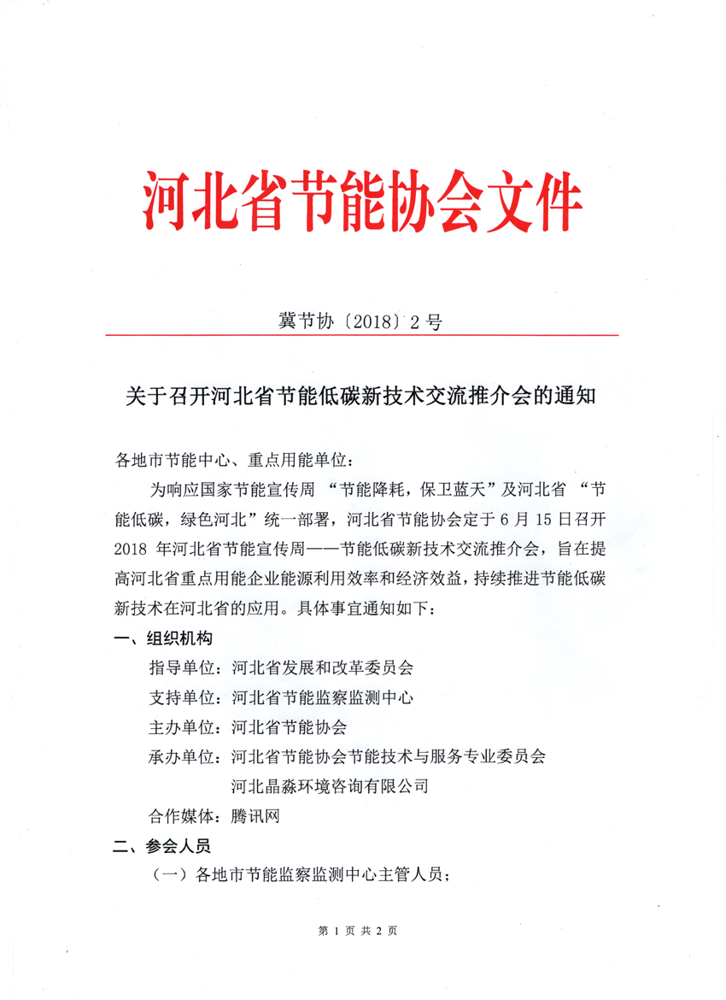 河北省节能协会文件
冀节协〔2018〕2号
关于召开河北省节能低碳新技术交流推介会的通知
各地市节能中心、重点用能单位：
为响应国家节能宣传周 “节能降耗，保卫蓝天”及河北省 “节
能低碳，绿色河北”统一部署，河北省节能协会定于 6 月 15 日召开
2018 年河北省节能宣传周——节能低碳新技术交流推介会，旨在提
高河北省重点用能企业能源利用效率和经济效益，持续推进节能低碳
新技术在河北省的应用。具体事宜通知如下：
一、组织机构
指导单位：河北省发展和改革委员会
支持单位：河北省节能监察监测中心
主办单位：河北省节能协会
承办单位：河北省节能协会节能技术与服务专业委员会
河北晶淼环境咨询有限公司
合作媒体：腾讯网
二、参会人员
（一）各地市节能监察监测中心主管人员；
第 1 页 共 2 页